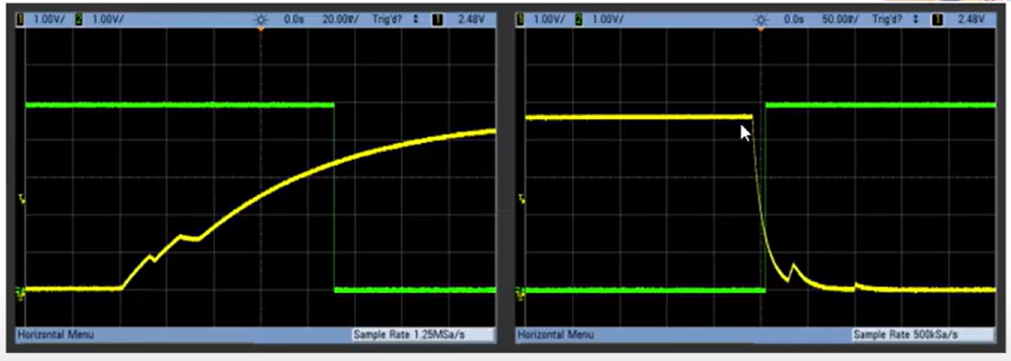 1 1.00V/ 2 1.00V/ 0.0s 20.00%/ Trig'd? 1 2.48V
Horizontal Menu Sample Rate 1.25MSa/s
1 1.00V/ 2 1.00V/ 0.0s 50.00%/ Trig'd? 1 2.48V
Horizontal Menu Sample Rate 500kSa/s